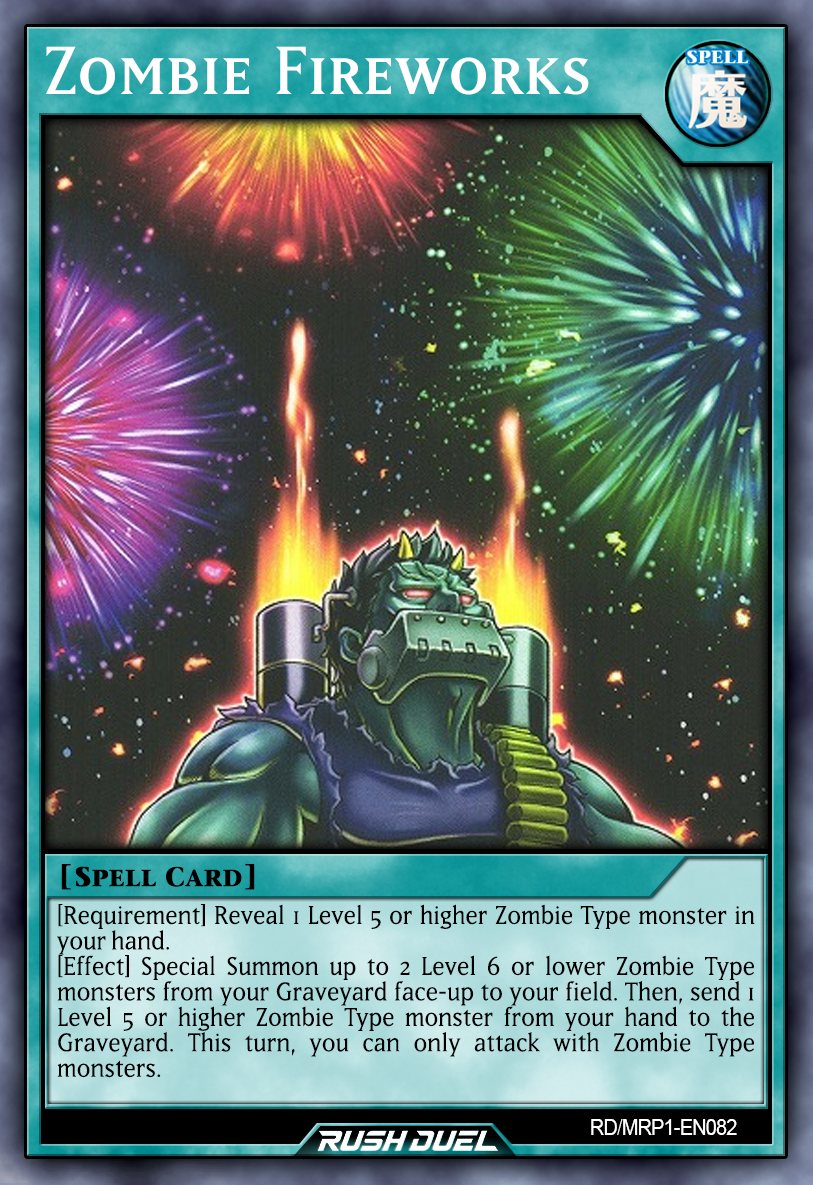 Zombie Fireworks
SPELL
魔
[Spell Card]
[Requirement] Reveal 1 Level 5 or higher Zombie Type monster in
your hand.
[Effect] Special Summon up to 2 Level 6 or lower Zombie Type
monsters from your Graveyard face-up to your field. Then, send 1
Level 5 or higher Zombie Type monster from your hand to the
Graveyard. This turn, you can only attack with Zombie Type
monsters.
RD/MRP1-EN082
RUSH DUEL